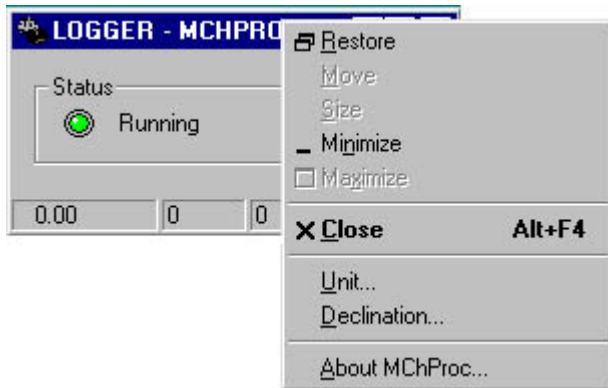 LOGGER - MCHPRO
Status
Running
0.00 0 0
Restore
Move
Size
Minimize
Maximize
Close Alt+F4
Unit...
Declination...
About MChProc...